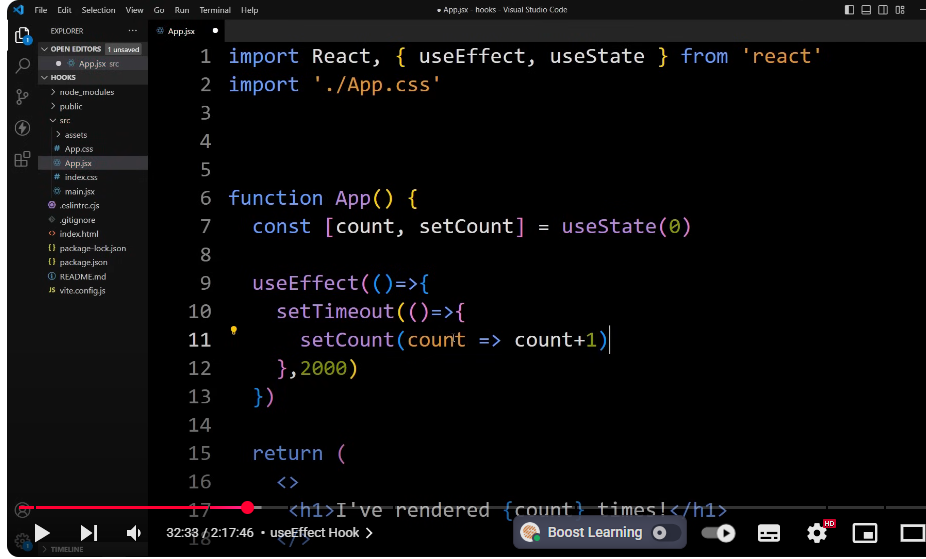 File Edit Selection View Go Run Terminal Help
● App.jsx - hooks - Visual Studio Code
EXPLORER ···
OPEN EDITORS 1 unsaved
● App.jsx src
HOOKS
node_modules
public
src
assets
# App.css
App.jsx
# index.css
main.jsx
.eslintrc.cjs
.gitignore
<> index.html
{} package-lock.json
{} package.json
README.md
JS vite.config.js
TIMELINE
1
App.jsx ●
1 import React, { useEffect, useState } from 'react'
2 import './App.css'
3
4
5
6 function App() {
7 const [count, setCount] = useState(0)
8
9 useEffect(()=>{
10 setTimeout(()=>{
11 setCount(count => count+1)
12 },2000)
13 })
14
15 return (
16 <>
17 <h1>I've rendered {count} times!</h1>
18 </>
32:33 / 2:17:46 • useEffect Hook
Boost Learning
HD